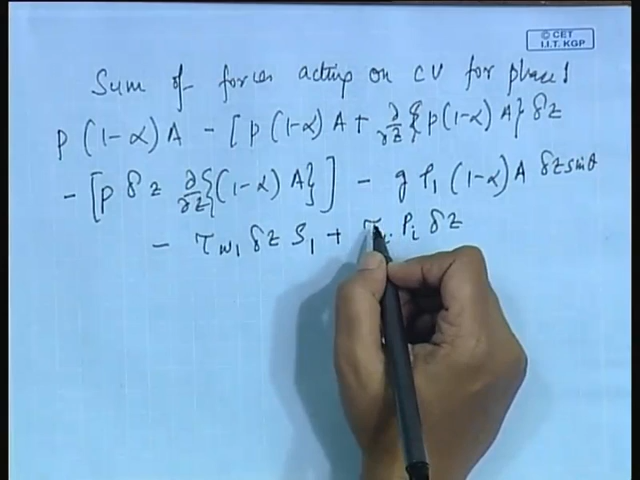 © CET
I.I.T. KGP
Sum of forces acting on CV for phase 1
p (1-α) A - [p (1-α) A + ∂/∂z {p(1-α) A} δz
- [p δz ∂/∂z {(1-α) A}] - g ρ₁ (1-α) A δz sinθ
- τw₁ δz S₁ + τ Pᵢ δz